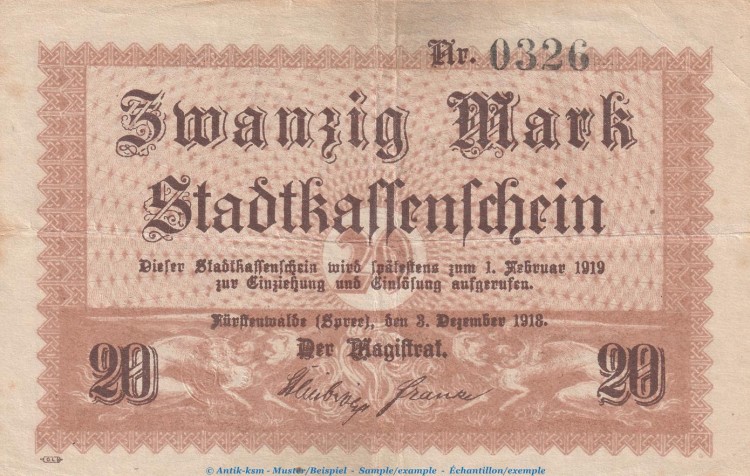 Nr. 0326
Zwanzig Mark
Stadtkassenschein
20
Dieser Stadtkassenschein wird spätestens zum 1. Februar 1919
zur Einziehung und Einlösung aufgerufen.
Fürstenwalde (Spree), den 3. Dezember 1918.
Der Magistrat.
20 20
© Antik-ksm - Muster/Beispiel - Sample/example - Échantillon/exemple